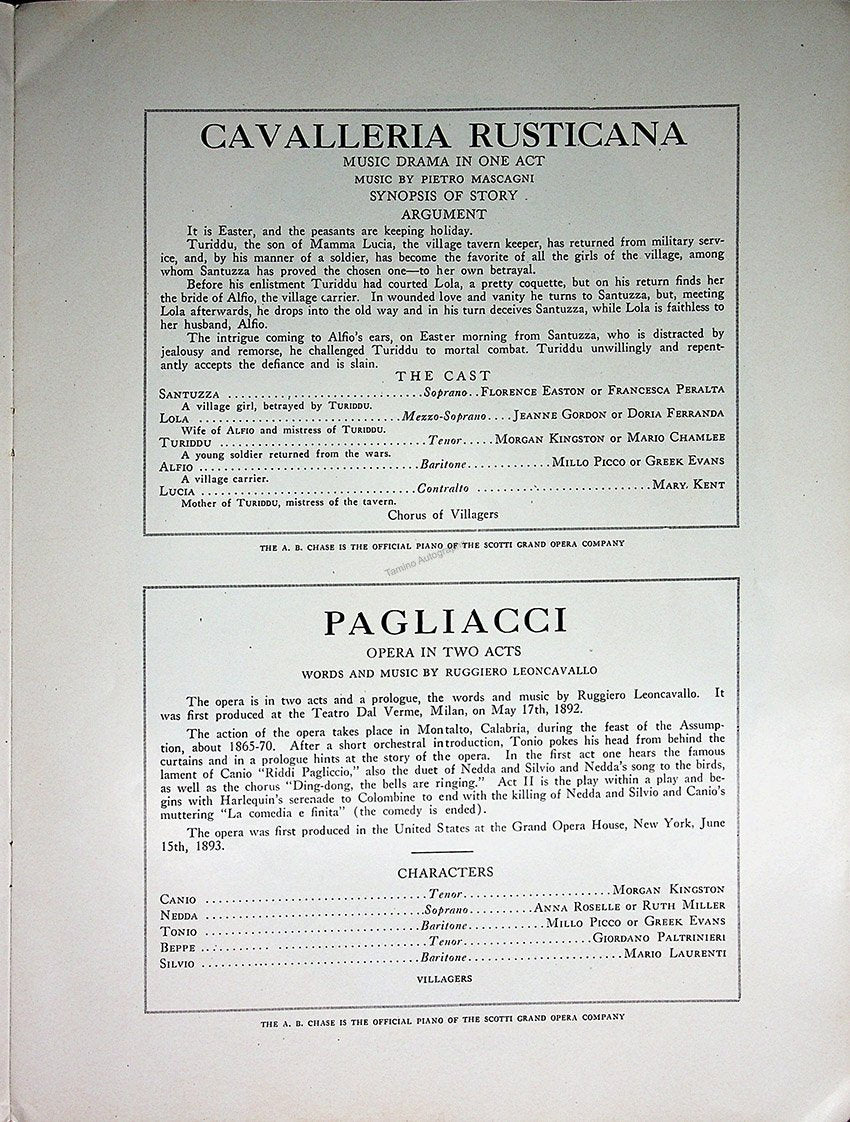 CAVALLERIA RUSTICANA
MUSIC DRAMA IN ONE ACT
MUSIC BY PIETRO MASCAGNI
SYNOPSIS OF STORY .
ARGUMENT
It is Easter, and the peasants are keeping holiday.
Turiddu, the son of Mamma Lucia, the village tavern keeper, has returned from military serv-
ice, and, by his manner of a soldier, has become the favorite of all the girls of the village, among
whom Santuzza has proved the chosen one—to her own betrayal.
Before his enlistment Turiddu had courted Lola, a pretty coquette, but on his return finds her
the bride of Alfio, the village carrier. In wounded love and vanity he turns to Santuzza, but, meeting
Lola afterwards, he drops into the old way and in his turn deceives Santuzza, while Lola is faithless to
her husband, Alfio.
The intrigue coming to Alfio's ears, on Easter morning from Santuzza, who is distracted by
jealousy and remorse, he challenged Turiddu to mortal combat. Turiddu unwillingly and repent-
antly accepts the defiance and is slain.
THE CAST
SANTUZZA ..............................Soprano..FLORENCE EASTON OR FRANCESCA PERALTA
A village girl, betrayed by TURIDDU.
LOLA ...............................Mezzo-Soprano....JEANNE GORDON OR DORIA FERRANDA
Wife of ALFIO and mistress of TURIDDU.
TURIDDU ................................Tenor.....MORGAN KINGSTON OR MARIO CHAMLEE
A young soldier returned from the wars.
ALFIO ..................................Baritone.............MILLO PICCO OR GREEK EVANS
A village carrier.
LUCIA .................................Contralto ...........................MARY KENT
Mother of TURIDDU, mistress of the tavern.
Chorus of Villagers
THE A. B. CHASE IS THE OFFICIAL PIANO OF THE SCOTTI GRAND OPERA COMPANY
Tamino Autographs
PAGLIACCI
OPERA IN TWO ACTS
WORDS AND MUSIC BY RUGGIERO LEONCAVALLO
The opera is in two acts and a prologue, the words and music by Ruggiero Leoncavallo. It
was first produced at the Teatro Dal Verme, Milan, on May 17th, 1892.
The action of the opera takes place in Montalto, Calabria, during the feast of the Assump-
tion, about 1865-70. After a short orchestral introduction, Tonio pokes his head from behind the
curtains and in a prologue hints at the story of the opera. In the first act one hears the famous
lament of Canio "Riddi Pagliccio," also the duet of Nedda and Silvio and Nedda's song to the birds,
as well as the chorus "Ding-dong, the bells are ringing." Act II is the play within a play and be-
gins with Harlequin's serenade to Colombine to end with the killing of Nedda and Silvio and Canio's
muttering "La comedia e finita" (the comedy is ended).
The opera was first produced in the United States at the Grand Opera House, New York, June
15th, 1893.
CHARACTERS
CANIO ..................................Tenor.......................MORGAN KINGSTON
NEDDA .................................Soprano..........ANNA ROSELLE OR RUTH MILLER
TONIO .................................Baritone............MILLO PICCO OR GREEK EVANS
BEPPE ..................................Tenor.....................GIORDANO PALTRINIERI
SILVIO .................................Baritone........................MARIO LAURENTI
VILLAGERS
THE A. B. CHASE IS THE OFFICIAL PIANO OF THE SCOTTI GRAND OPERA COMPANY